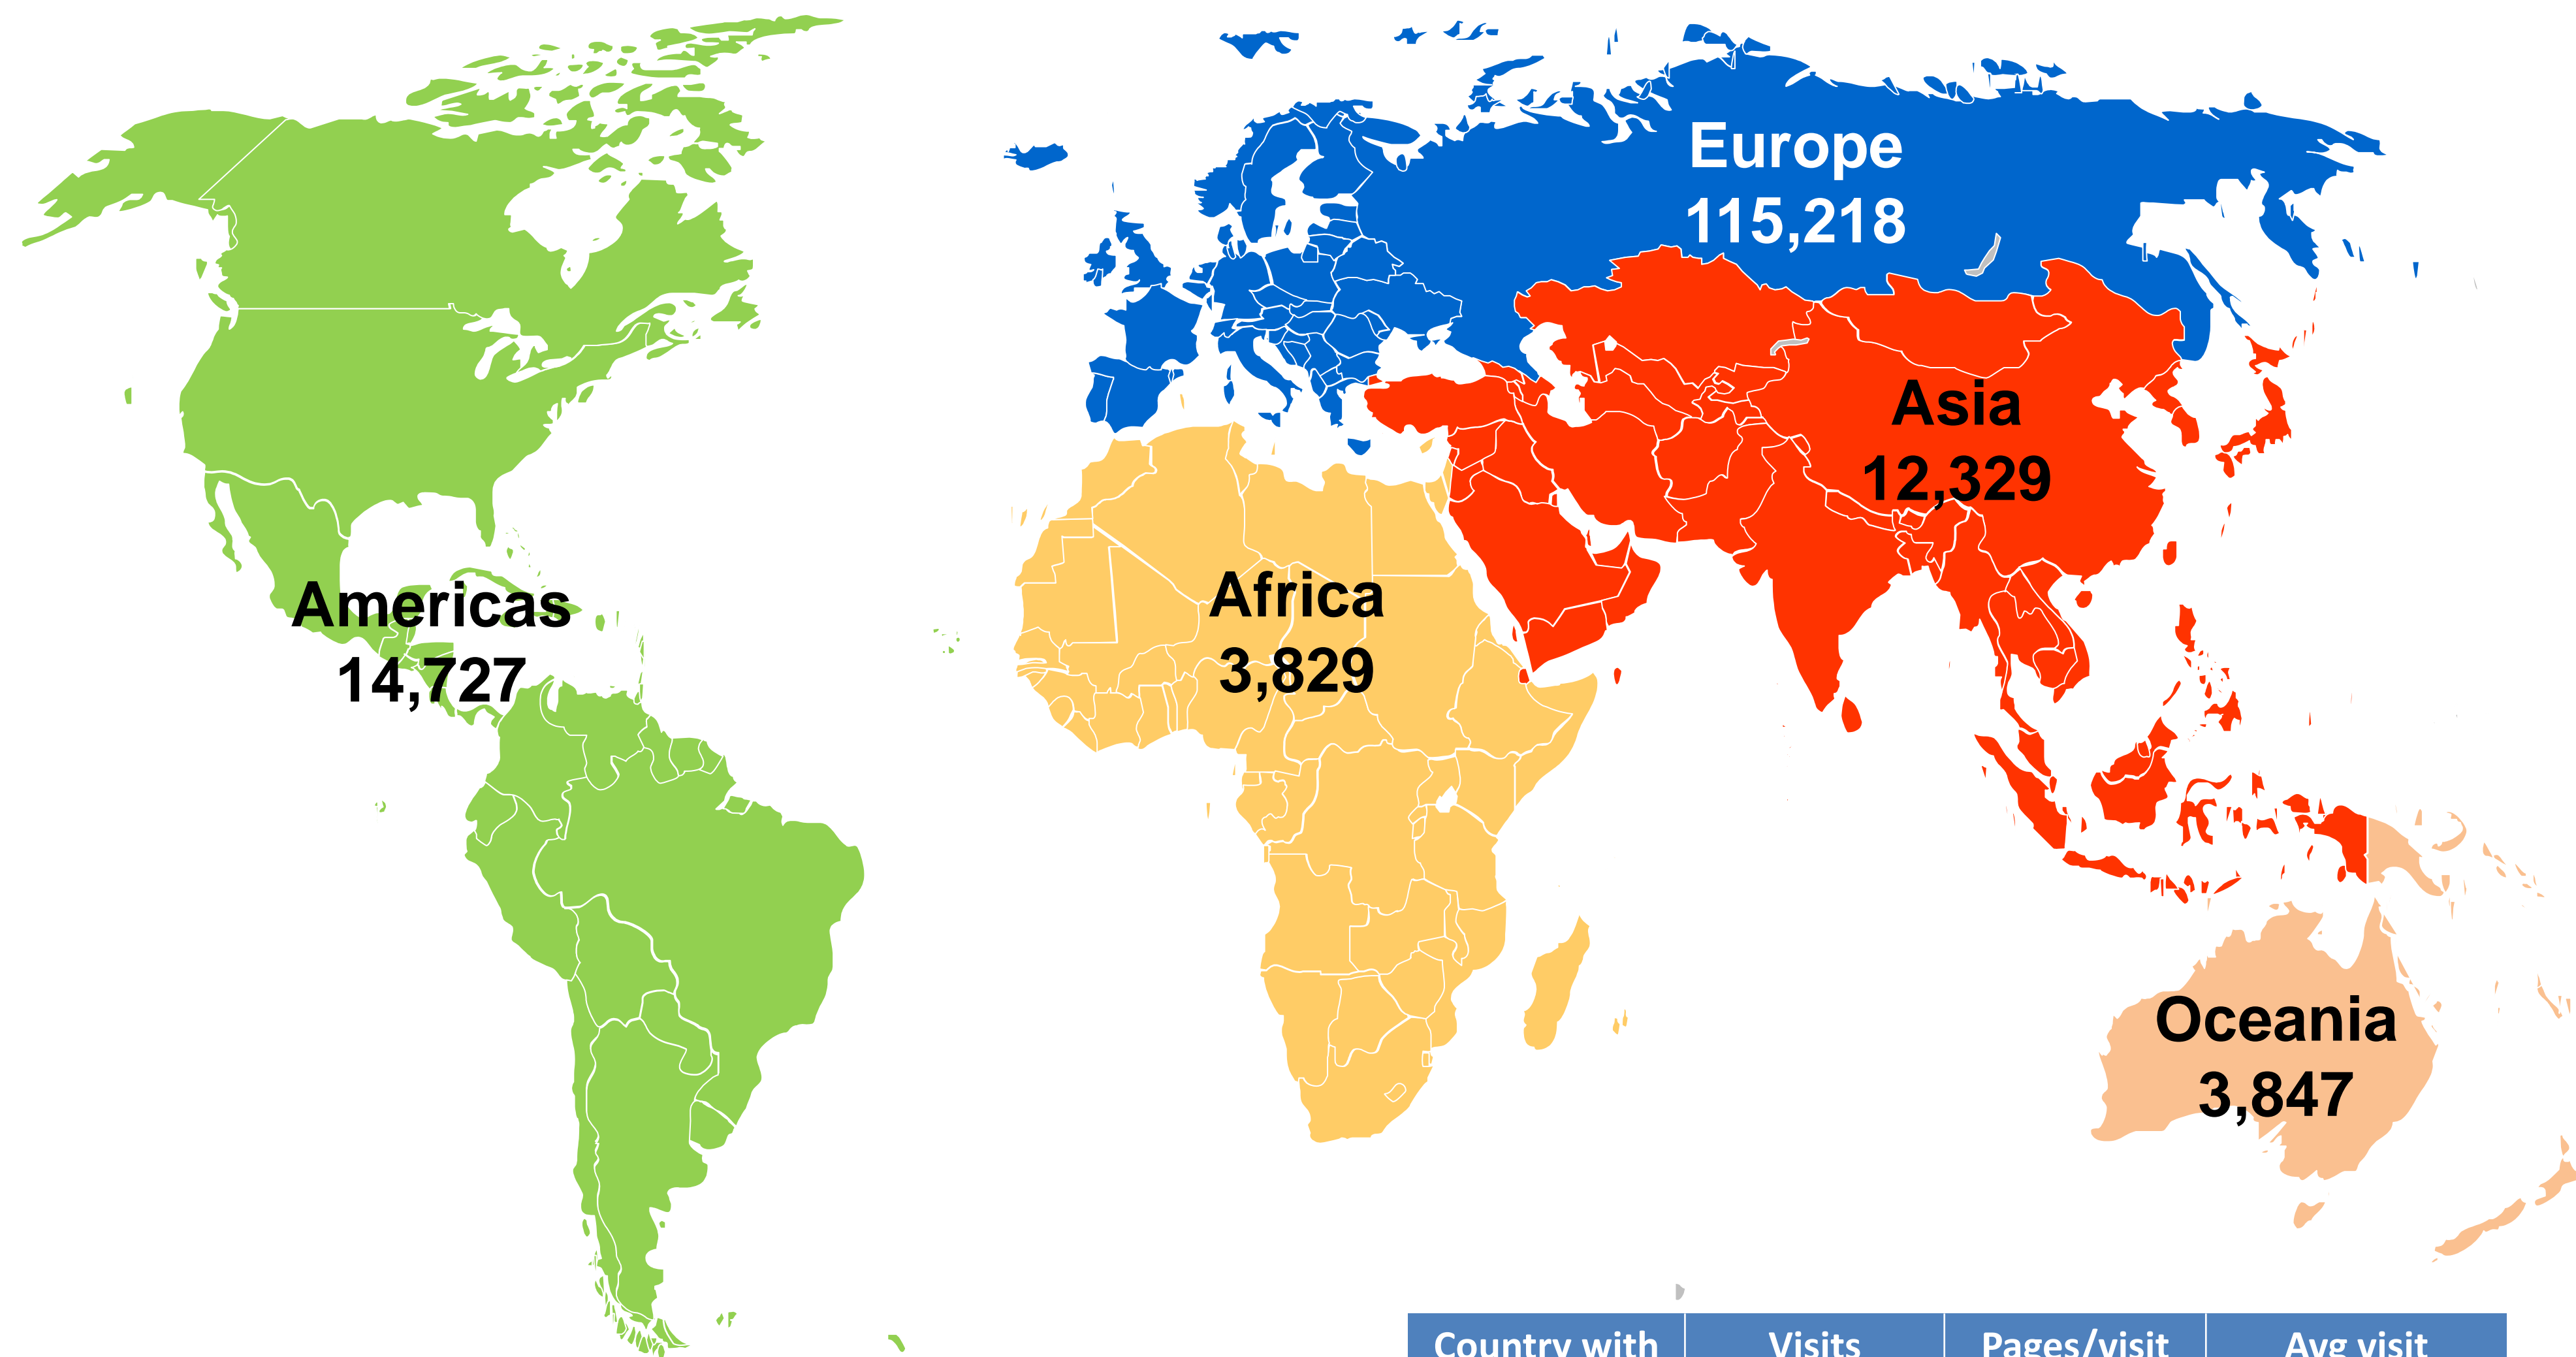 Europe
115,218
Asia
12,329
Americas
14,727
Africa
3,829
Oceania
3,847
Country with Visits Pages/visit Avg visit